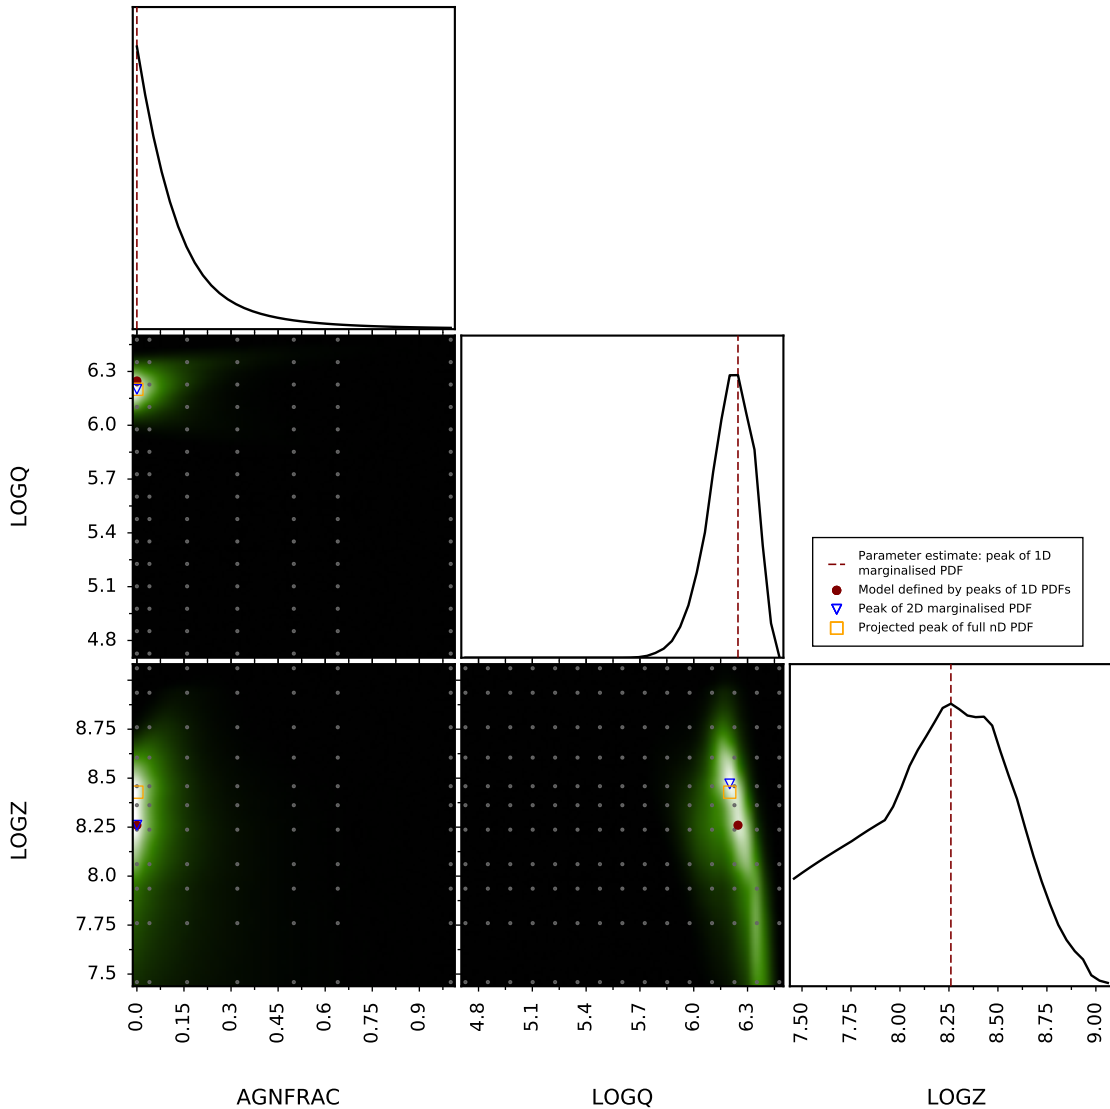 6.3
6.0
5.7
5.4
5.1
4.8
LOGQ
Parameter estimate: peak of 1D
marginalised PDF
Model defined by peaks of 1D PDFs
Peak of 2D marginalised PDF
Projected peak of full nD PDF
8.75
8.5
8.25
8.0
7.75
7.5
LOGZ
0.0 0.15 0.3 0.45 0.6 0.75 0.9
4.8 5.1 5.4 5.7 6.0 6.3
7.50 7.75 8.00 8.25 8.50 8.75 9.00
AGNFRAC LOGQ LOGZ